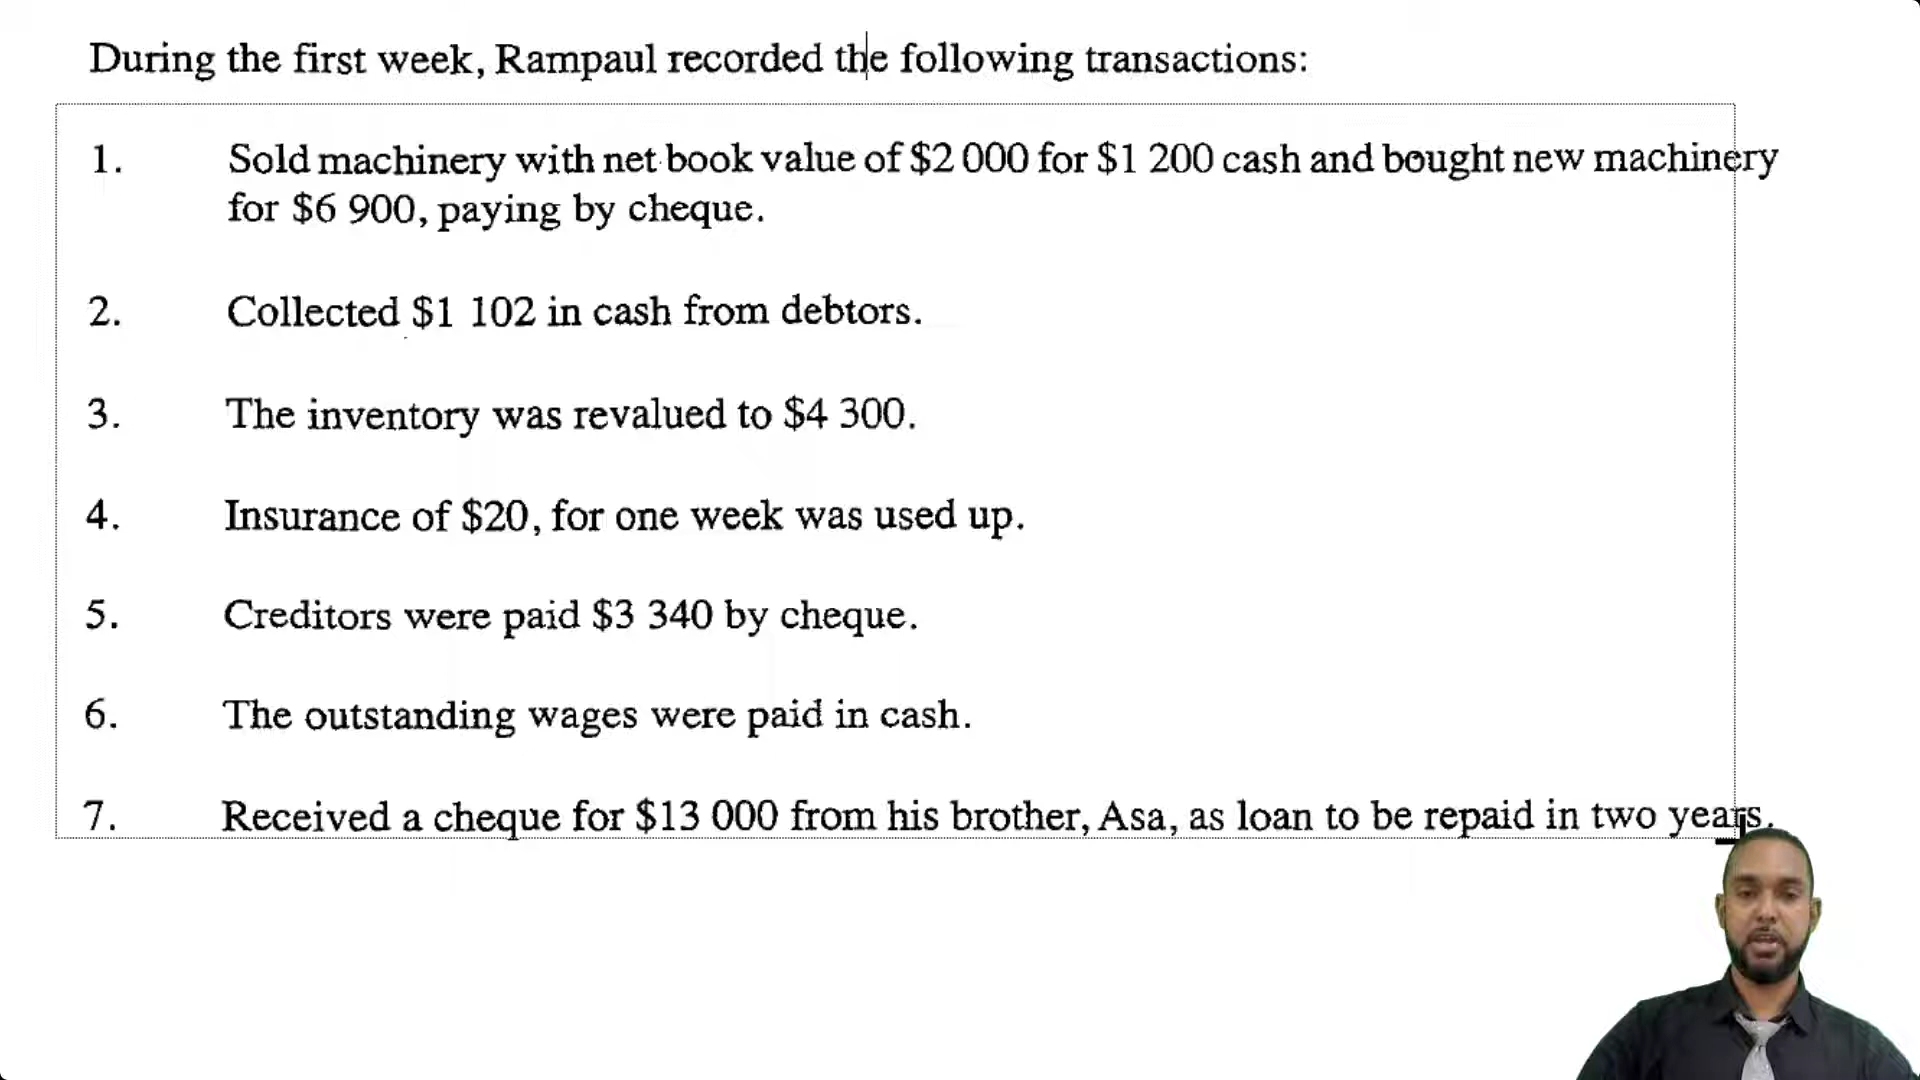 During the first week, Rampaul recorded the following transactions:
1. Sold machinery with net book value of $2 000 for $1 200 cash and bought new machinery
for $6 900, paying by cheque.
2. Collected $1 102 in cash from debtors.
3. The inventory was revalued to $4 300.
4. Insurance of $20, for one week was used up.
5. Creditors were paid $3 340 by cheque.
6. The outstanding wages were paid in cash.
7. Received a cheque for $13 000 from his brother, Asa, as loan to be repaid in two years.